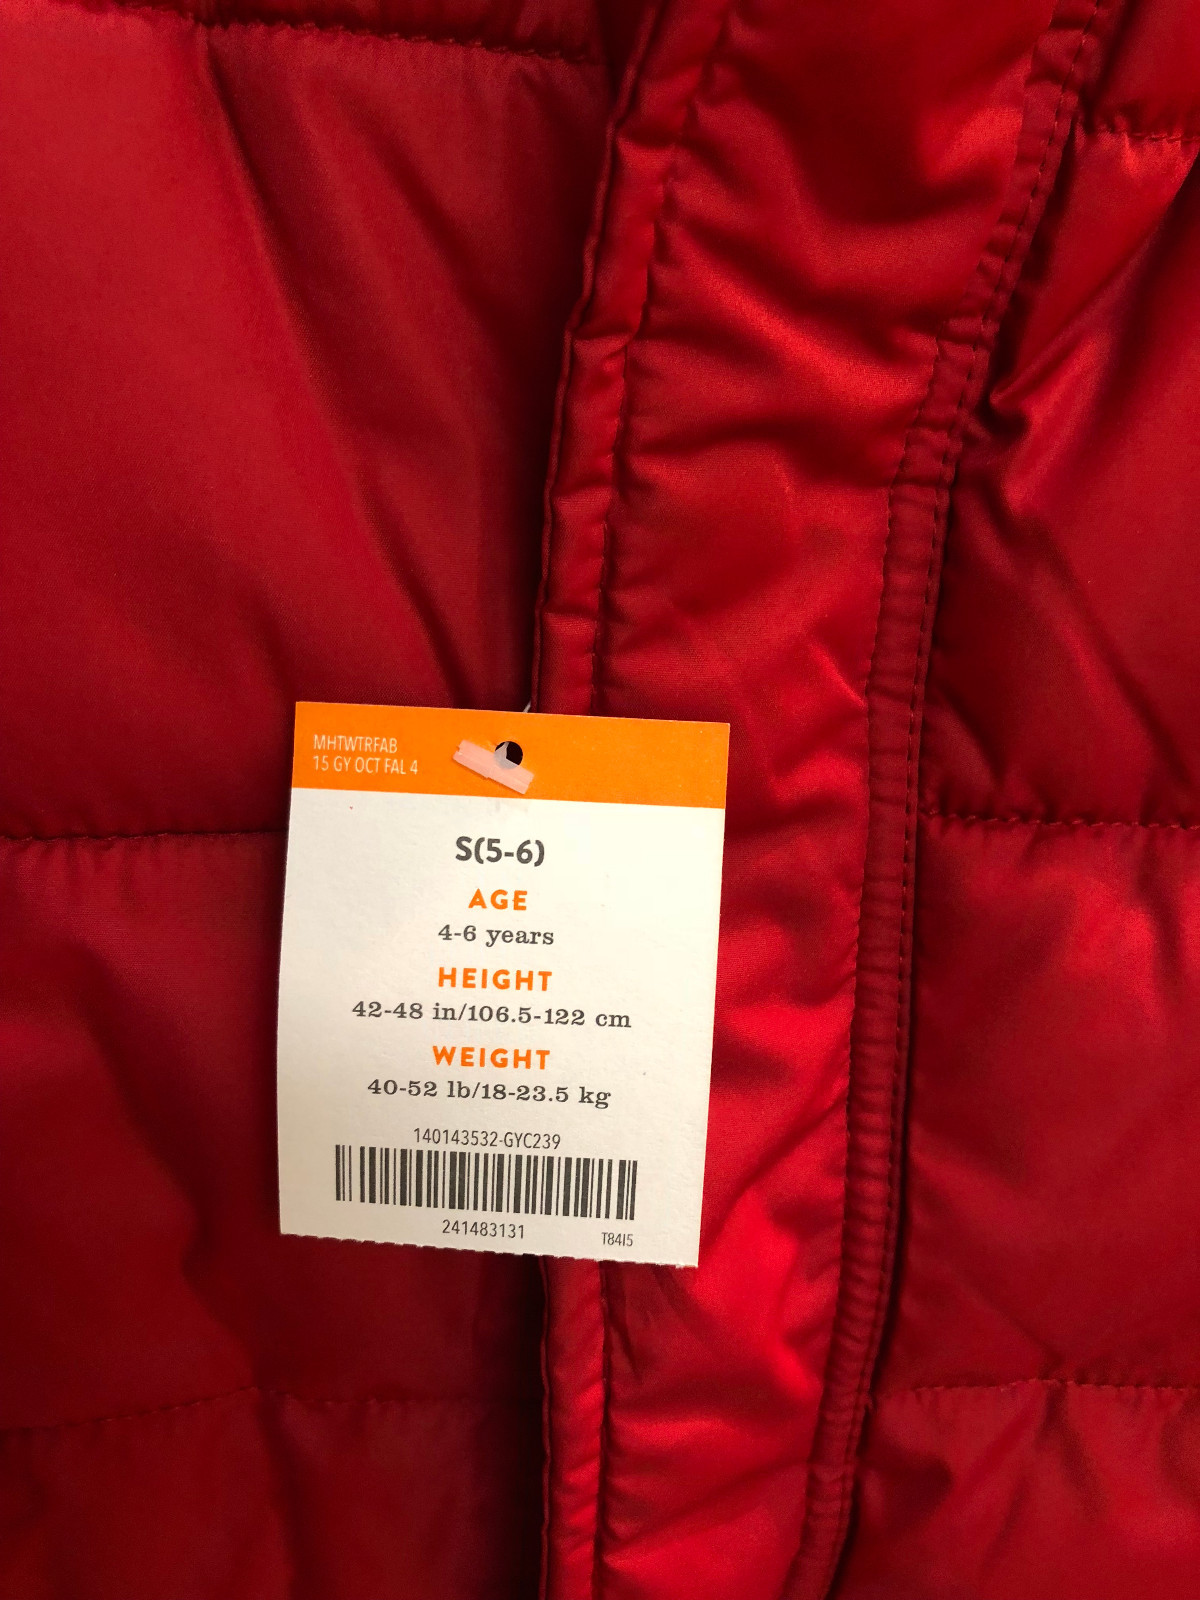 MHTWTRFAB
15 GY OCT FAL 4
S(5-6)
AGE
4-6 years
HEIGHT
42-48 in/106.5-122 cm
WEIGHT
40-52 lb/18-23.5 kg
140143532-GYC239
241483131
T84I5